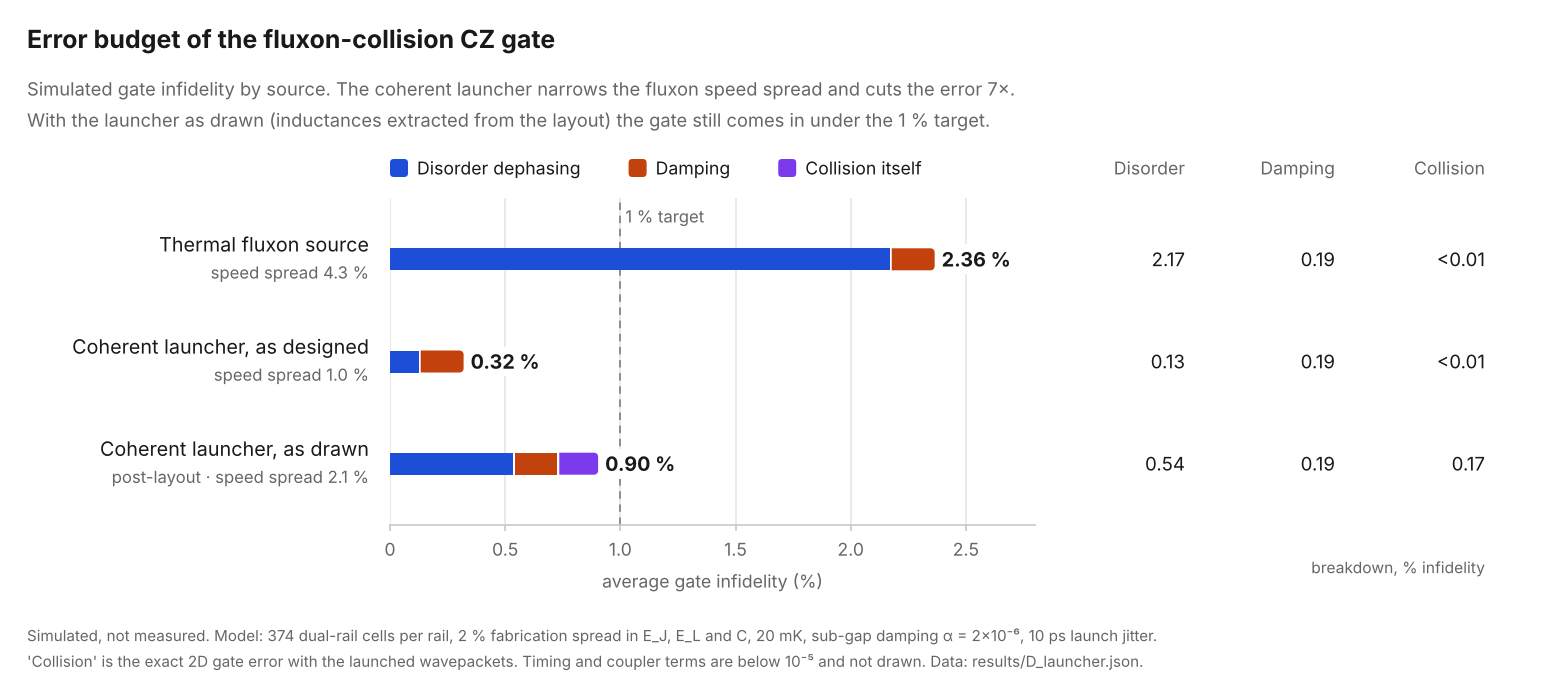 Error budget of the fluxon-collision CZ gate
Simulated gate infidelity by source. The coherent launcher narrows the fluxon speed spread and cuts the error 7×.
With the launcher as drawn (inductances extracted from the layout) the gate still comes in under the 1 % target.
Disorder dephasing Damping Collision itself Disorder Damping Collision
1 % target
Thermal fluxon source
speed spread 4.3 %
2.36 % 2.17 0.19 <0.01
Coherent launcher, as designed
speed spread 1.0 %
0.32 % 0.13 0.19 <0.01
Coherent launcher, as drawn
post-layout · speed spread 2.1 %
0.90 % 0.54 0.19 0.17
0 0.5 1.0 1.5 2.0 2.5
average gate infidelity (%)
breakdown, % infidelity
Simulated, not measured. Model: 374 dual-rail cells per rail, 2 % fabrication spread in E_J, E_L and C, 20 mK, sub-gap damping α = 2×10⁻⁶, 10 ps launch jitter.
'Collision' is the exact 2D gate error with the launched wavepackets. Timing and coupler terms are below 10⁻⁵ and not drawn. Data: results/D_launcher.json.